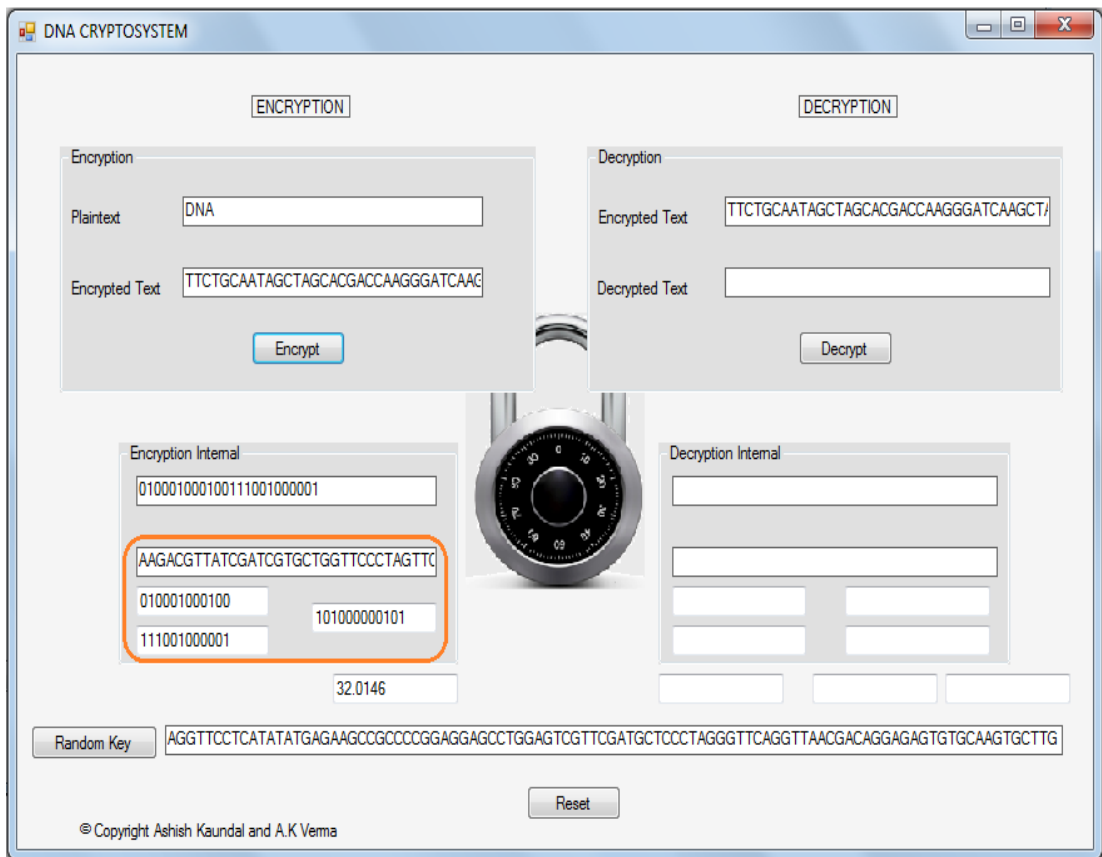 DNA CRYPTOSYSTEM
ENCRYPTION
DECRYPTION
Encryption
Plaintext
DNA
Encrypted Text
TTCTGCAATAGCTAGCACGACCAAGGGATCAAG
Encrypt
Decryption
Encrypted Text
TTCTGCAATAGCTAGCACGACCAAGGGATCAAGCTA
Decrypted Text
Decrypt
Encryption Internal
010001000100111001000001
AAGACGTTATCGATCGTGCTGGTTCCCTAGTTC
010001000100
101000000101
111001000001
32.0146
Decryption Internal
Random Key
AGGTTCCTCATATATGAGAAGCCGCCCCGGAGGAGCCTGGAGTCGTTCGATGCTCCCTAGGGTTCAGGTTAACGACAGGAGAGTGTGCAAGTGCTTG
Reset
© Copyright Ashish Kaundal and A.K Verma